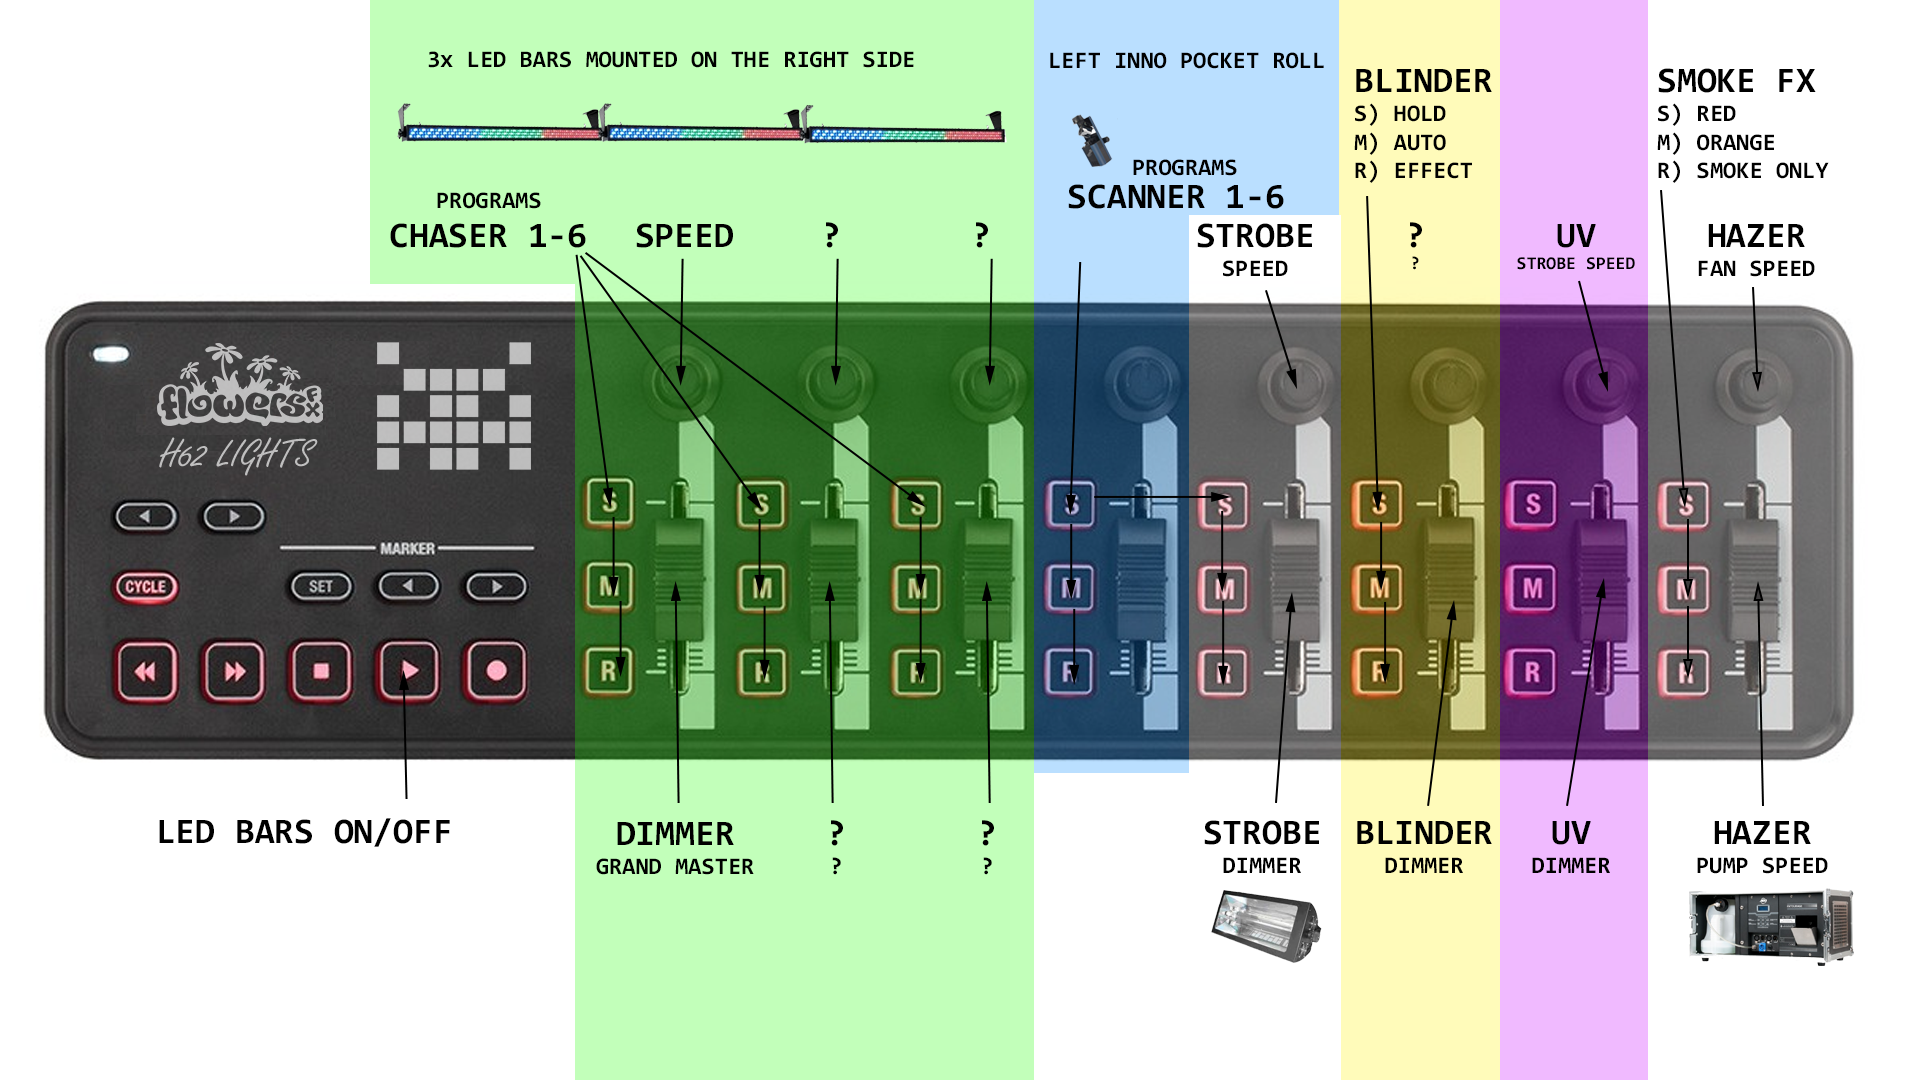 3x LED BARS MOUNTED ON THE RIGHT SIDE
LEFT INNO POCKET ROLL
BLINDER
S) HOLD
M) AUTO
R) EFFECT
SMOKE FX
S) RED
M) ORANGE
R) SMOKE ONLY
PROGRAMS
CHASER 1-6
SPEED
?
?
PROGRAMS
SCANNER 1-6
STROBE
SPEED
?
?
UV
STROBE SPEED
HAZER
FAN SPEED
flowers FX
H62 LIGHTS
MARKER
CYCLE
SET
S
S
S
S
S
S
S
S
M
M
M
M
M
M
M
M
R
R
R
R
R
R
R
R
LED BARS ON/OFF
DIMMER
GRAND MASTER
?
?
?
?
STROBE
DIMMER
BLINDER
DIMMER
UV
DIMMER
HAZER
PUMP SPEED